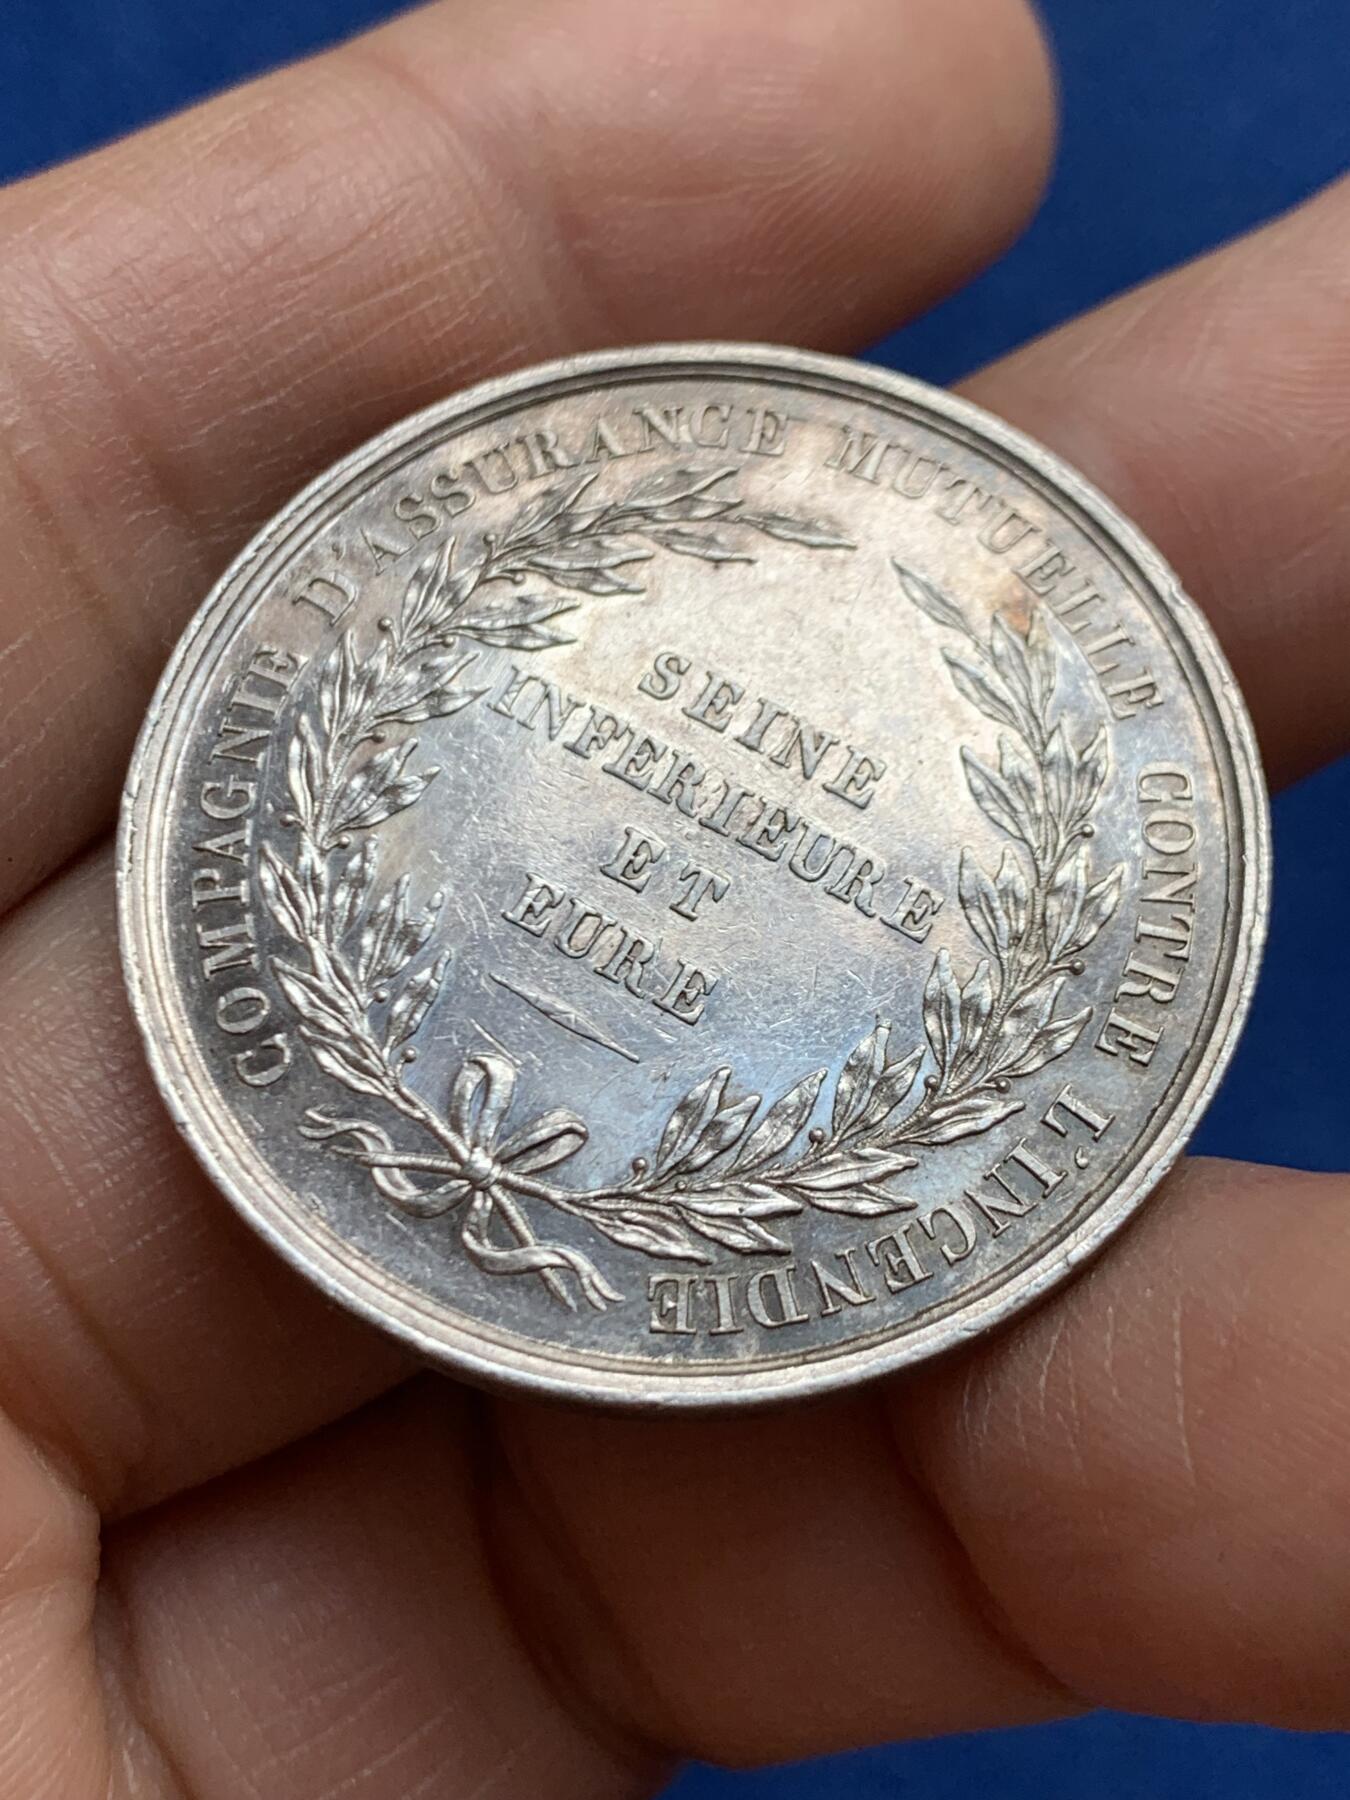 COMPAGNIE D'ASSURANCE MUTUELLE CONTRE L'INCENDIE
SEINE
INFERIEURE
ET
EURE